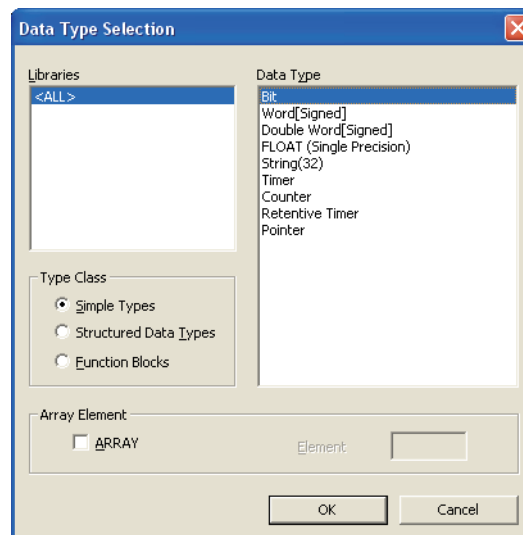 Data Type Selection
Libraries
<ALL>
Data Type
Bit
Word[Signed]
Double Word[Signed]
FLOAT (Single Precision)
String(32)
Timer
Counter
Retentive Timer
Pointer
Type Class
Simple Types
Structured Data Types
Function Blocks
Array Element
ARRAY
Element
OK
Cancel